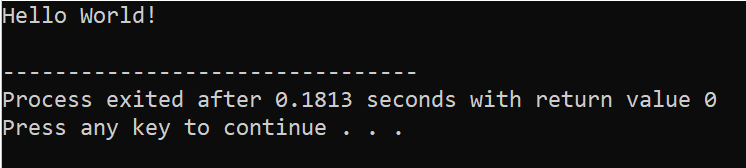 Hello World!
--------------------------------
Process exited after 0.1813 seconds with return value 0
Press any key to continue . . .